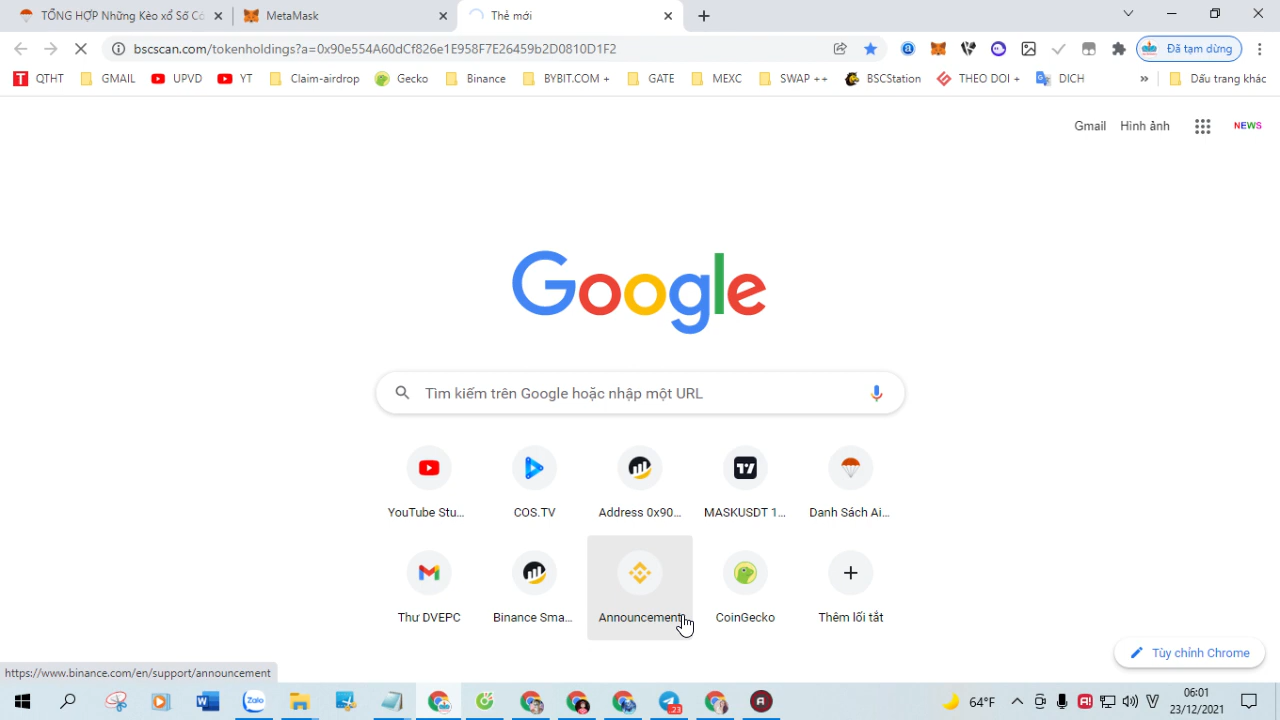 TỔNG HỢP Những Kèo xổ Số Cơ
MetaMask
Thẻ mới
bscscan.com/tokenholdings?a=0x90e554A60dCf826e1E958F7E26459b2D0810D1F2
Đã tạm dừng
QTHT
GMAIL
UPVD
YT
Claim-airdrop
Gecko
Binance
BYBIT.COM +
GATE
MEXC
SWAP ++
BSCStation
THEO DOI +
DICH
»
Dấu trang khác
Gmail
Hình ảnh
NEWS
Google
Tìm kiếm trên Google hoặc nhập một URL
YouTube Stu...
COS.TV
Address 0x90...
MASKUSDT 1...
Danh Sách Ai...
Thư DVEPC
Binance Sma...
Announcement
CoinGecko
Thêm lối tắt
Tùy chỉnh Chrome
https://www.binance.com/en/support/announcement
Zalo
23
64°F
06:01
23/12/2021